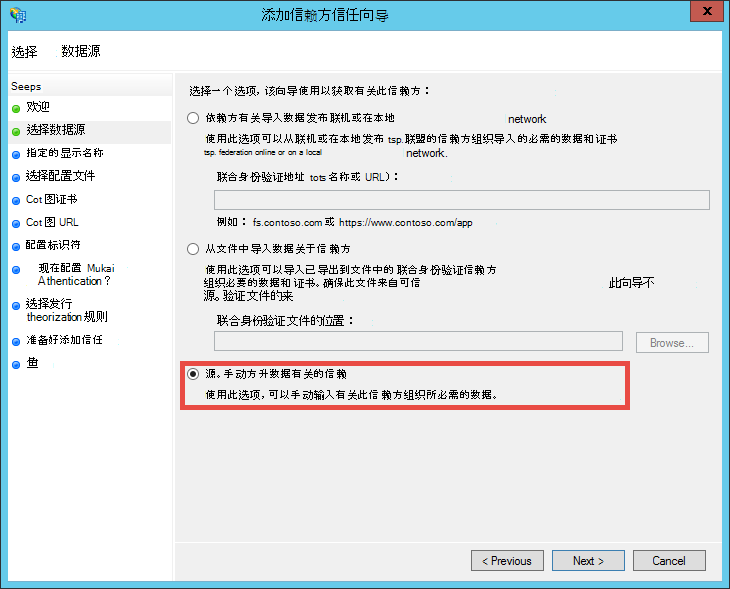 添加信赖方信任向导
X
选择 数据源
Seeps
欢迎
选择数据源
指定的显示名称
选择配置文件
Cot 图证书
Cot 图 URL
配置标识符
现在配置 Mukai
Athentication？
选择发行
theorization 规则
准备好添加信任
鱼
选择一个选项，该向导使用以获取有关此信赖方：
依赖方有关导入数据发布联机或在本地 network
使用此选项可以从联机或在本地发布 tsp.联盟的信赖方组织导入的必需的数据和证书
tsp. federation online or on a local network.
联合身份验证地址 tots 名称或 URL）：
例如： fs.contoso.com 或 https://www.contoso.com/app
从文件中导入数据关于信赖方
使用此选项可以导入已导出到文件中的 联合身份验证信赖方
组织必要的数据和证书。确保此文件来自可信 此向导不
源。验证文件的来
联合身份验证文件的位置：
Browse...
源。手动方升数据有关的信赖
使用此选项，可以手动输入有关此信赖方组织所必需的数据。
< Previous Next > Cancel